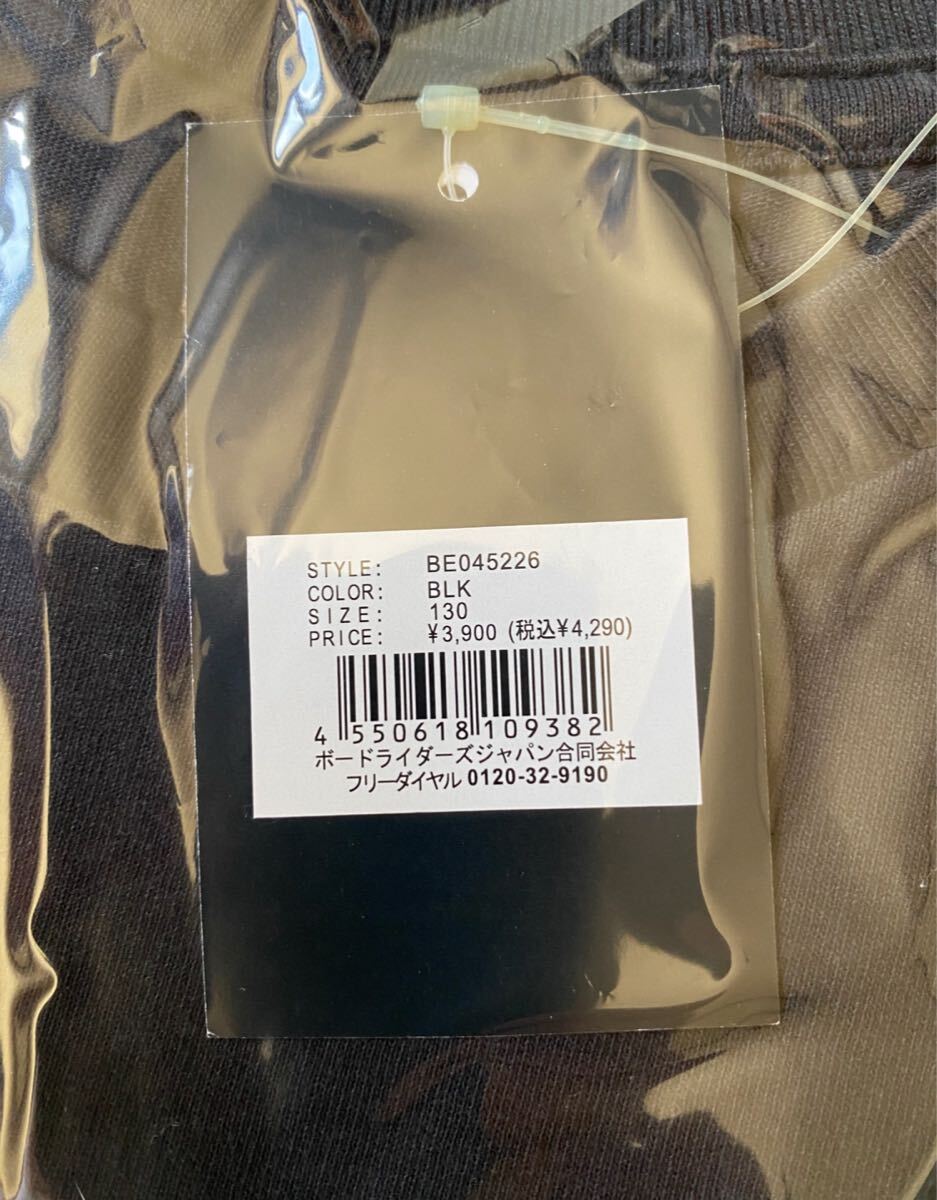 STYLE: BE045226
COLOR: BLK
SIZE: 130
PRICE: ¥3,900 (税込¥4,290)
4 550618 109382
ボードライダーズジャパン合同会社
フリーダイヤル 0120-32-9190